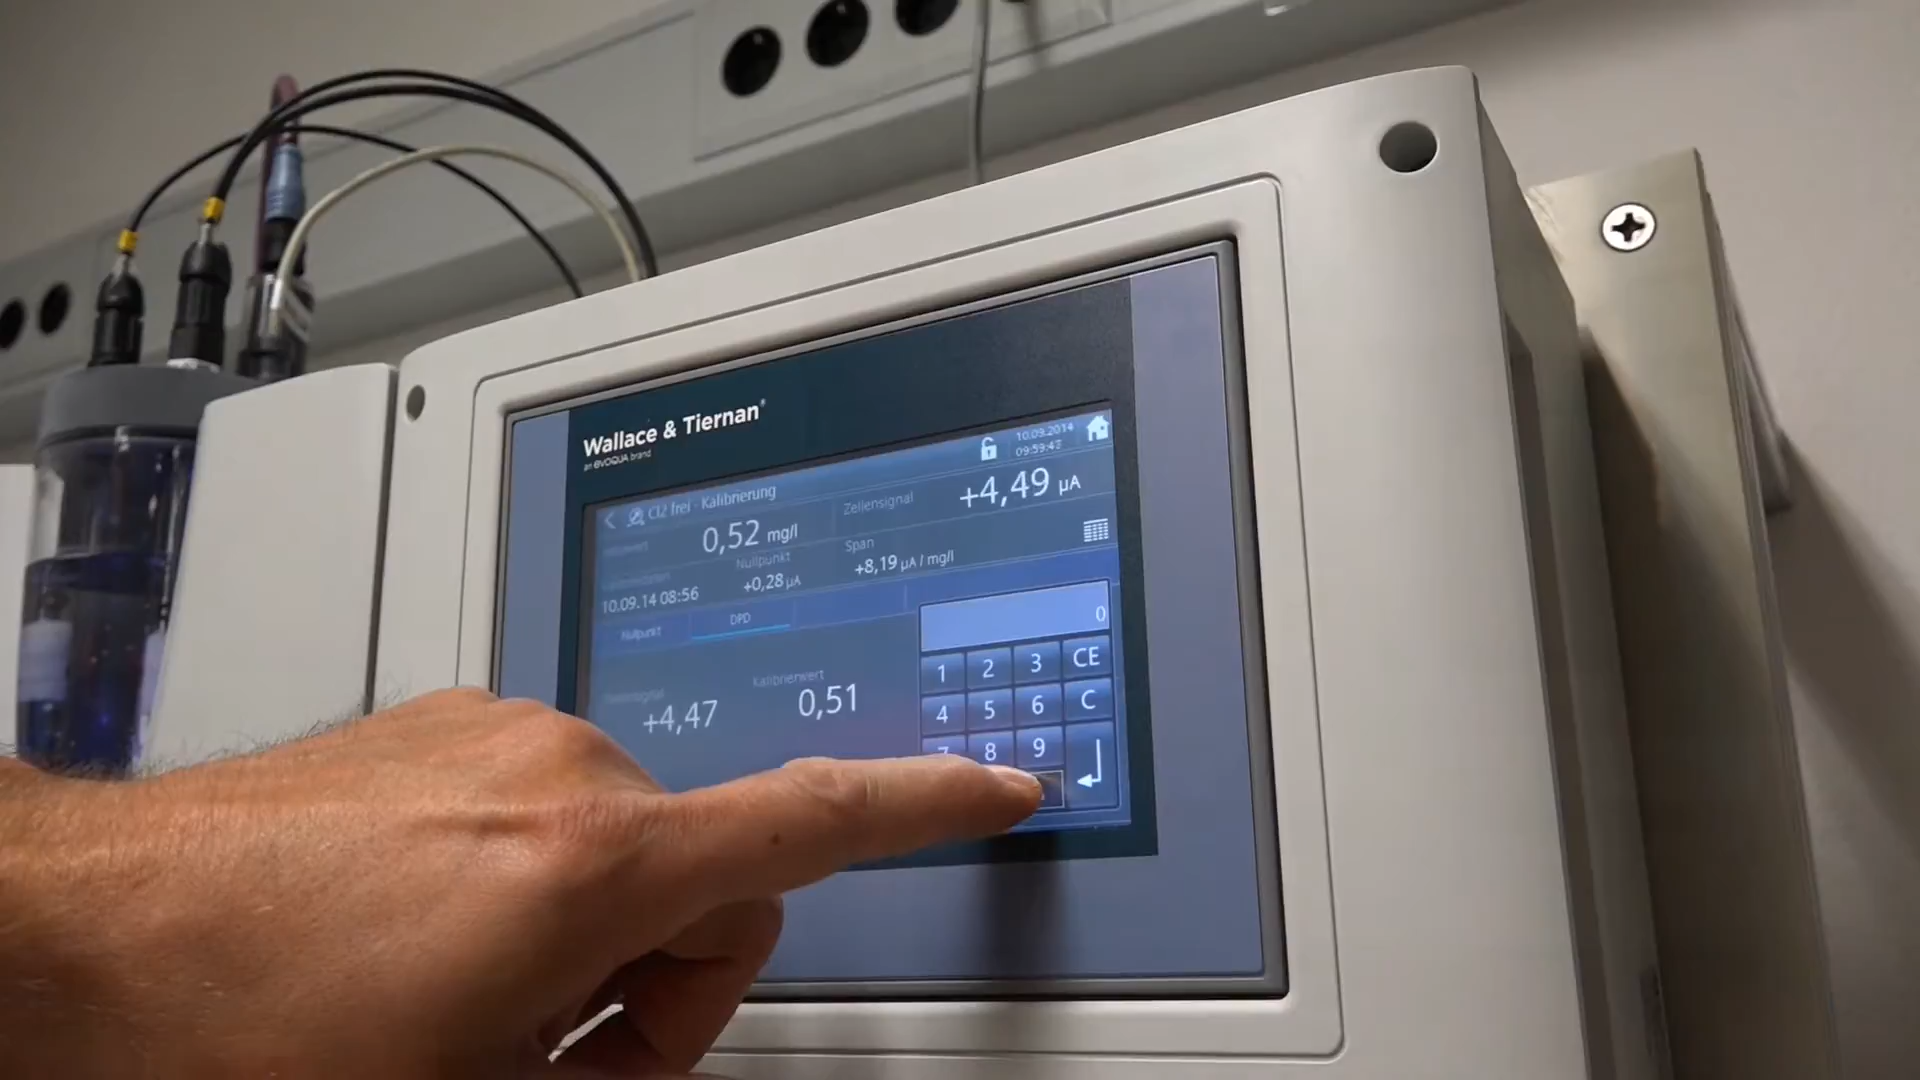 Wallace & Tiernan®
an evoqua brand
10.09.2014
09:59:43
Cl2 frei - Kalibrierung
0,52 mg/l
Zellensignal
+4,49 µA
10.09.14 08:56
Nullpunkt
+0,28 µA
Span
+8,19 µA / mg/l
Nullpunkt
DPD
0
Kalibrierwert
+4,47
0,51
1 2 3 CE
4 5 6 C
7 8 9